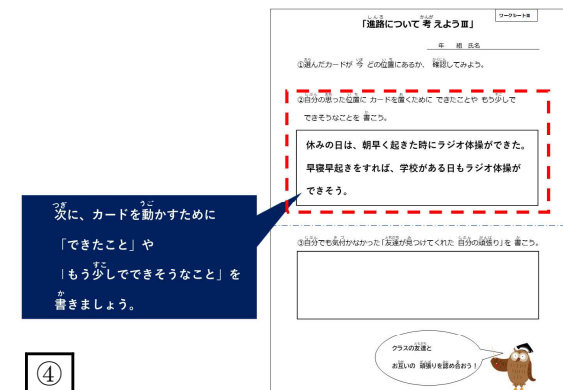 次に、カードを動かすために
「できたこと」や
「もう少しでできそうなこと」を
書きましょう。
④
ワークシートⅢ
「進路について考えようⅢ」
年 組 氏名
①選んだカードが 今 どの位置にあるか、 確認してみよう。
②自分の思った位置に カードを置くために できたことや もう少しで
できそうなことを 書こう。
休みの日は、朝早く起きた時にラジオ体操ができた。
早寝早起きをすれば、学校がある日もラジオ体操が
できそう。
③自分でも気付かなかった「友達が見つけてくれた 自分の頑張り」を 書こう。
クラスの友達と
お互いの 頑張りを認め合おう！